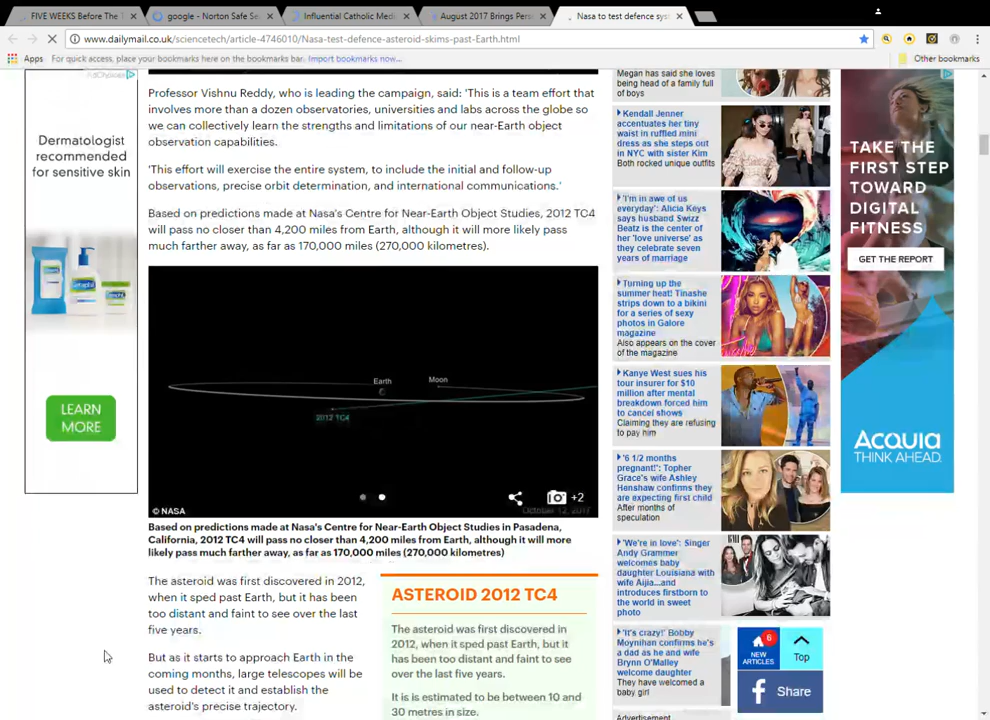 FIVE WEEKS Before The
google - Norton Safe Se
Influential Catholic Medi
August 2017 Brings Pers
Nasa to test defence sys
www.dailymail.co.uk/sciencetech/article-4746010/Nasa-test-defence-asteroid-skims-past-Earth.html
Apps For quick access, place your bookmarks here on the bookmarks bar. Import bookmarks now...
Other bookmarks
AdChoices
Dermatologist
recommended
for sensitive skin
Cetaphil
LEARN
MORE
Professor Vishnu Reddy, who is leading the campaign, said: 'This is a team effort that
involves more than a dozen observatories, universities and labs across the globe so
we can collectively learn the strengths and limitations of our near-Earth object
observation capabilities.
'This effort will exercise the entire system, to include the initial and follow-up
observations, precise orbit determination, and international communications.'
Based on predictions made at Nasa's Centre for Near-Earth Object Studies, 2012 TC4
will pass no closer than 4,200 miles from Earth, although it will more likely pass
much farther away, as far as 170,000 miles (270,000 kilometres).
Earth
Moon
2012 TC4
+2
© NASA
October 12, 2017
Based on predictions made at Nasa's Centre for Near-Earth Object Studies in Pasadena,
California, 2012 TC4 will pass no closer than 4,200 miles from Earth, although it will more
likely pass much farther away, as far as 170,000 miles (270,000 kilometres)
The asteroid was first discovered in 2012,
when it sped past Earth, but it has been
too distant and faint to see over the last
five years.
But as it starts to approach Earth in the
coming months, large telescopes will be
used to detect it and establish the
asteroid's precise trajectory.
ASTEROID 2012 TC4
The asteroid was first discovered in
2012, when it sped past Earth, but it
has been too distant and faint to see
over the last five years.
It is is estimated to be between 10 and
30 metres in size.
Megan has said she loves
being head of a family full
of boys
Kendall Jenner
accentuates her tiny
waist in ruffled mini
dress as she steps out
in NYC with sister Kim
Both rocked unique outfits
'I'm in awe of us
everyday': Alicia Keys
says husband Swizz
Beatz is the center of
her 'love universe' as
they celebrate seven
years of marriage
Turning up the
summer heat! Tinashe
strips down to a bikini
for a series of sexy
photos in Galore
magazine
Also appears on the cover
of the magazine
Kanye West sues his
tour insurer for $10
million after mental
breakdown forced him
to cancel shows
Claiming they are refusing
to pay him
'6 1/2 months
pregnant!': Topher
Grace's wife Ashley
Henshaw confirms they
are expecting first child
After months of
speculation
'We're in love': Singer
Andy Grammer
welcomes baby
daughter Louisiana with
wife Aijia...and
introduces firstborn to
the world in sweet
photo
'It's crazy!' Bobby
Moynihan confirms he's
a dad as he and wife
Brynn O'Malley
welcome daughter
They have welcomed a
baby girl
Advertisement
6
NEW
ARTICLES
Top
Share
TAKE THE
FIRST STEP
TOWARD
DIGITAL
FITNESS
GET THE REPORT
ACQUIA
THINK AHEAD.